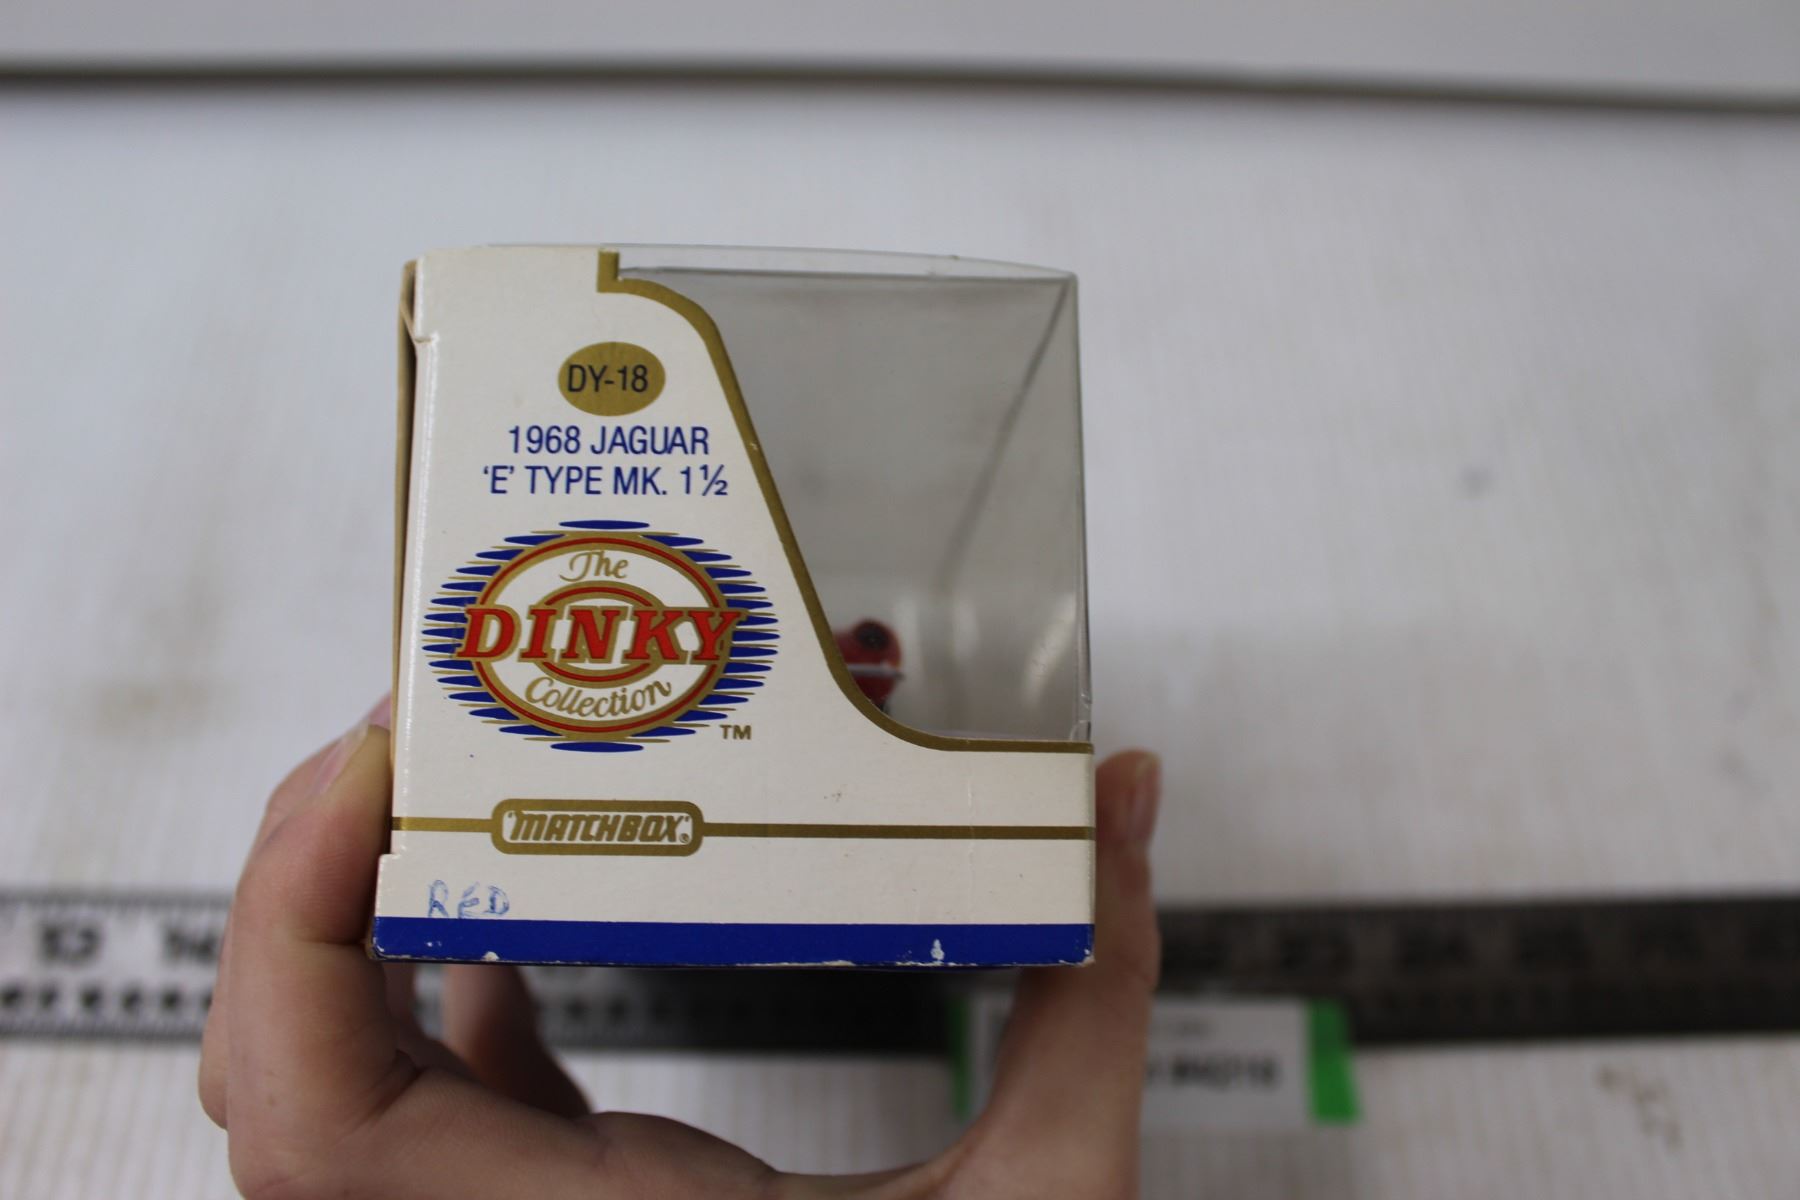 DY-18
1968 JAGUAR
‘E’ TYPE MK. 1½
The
DINKY
Collection
TM
'MATCHBOX'®
RED